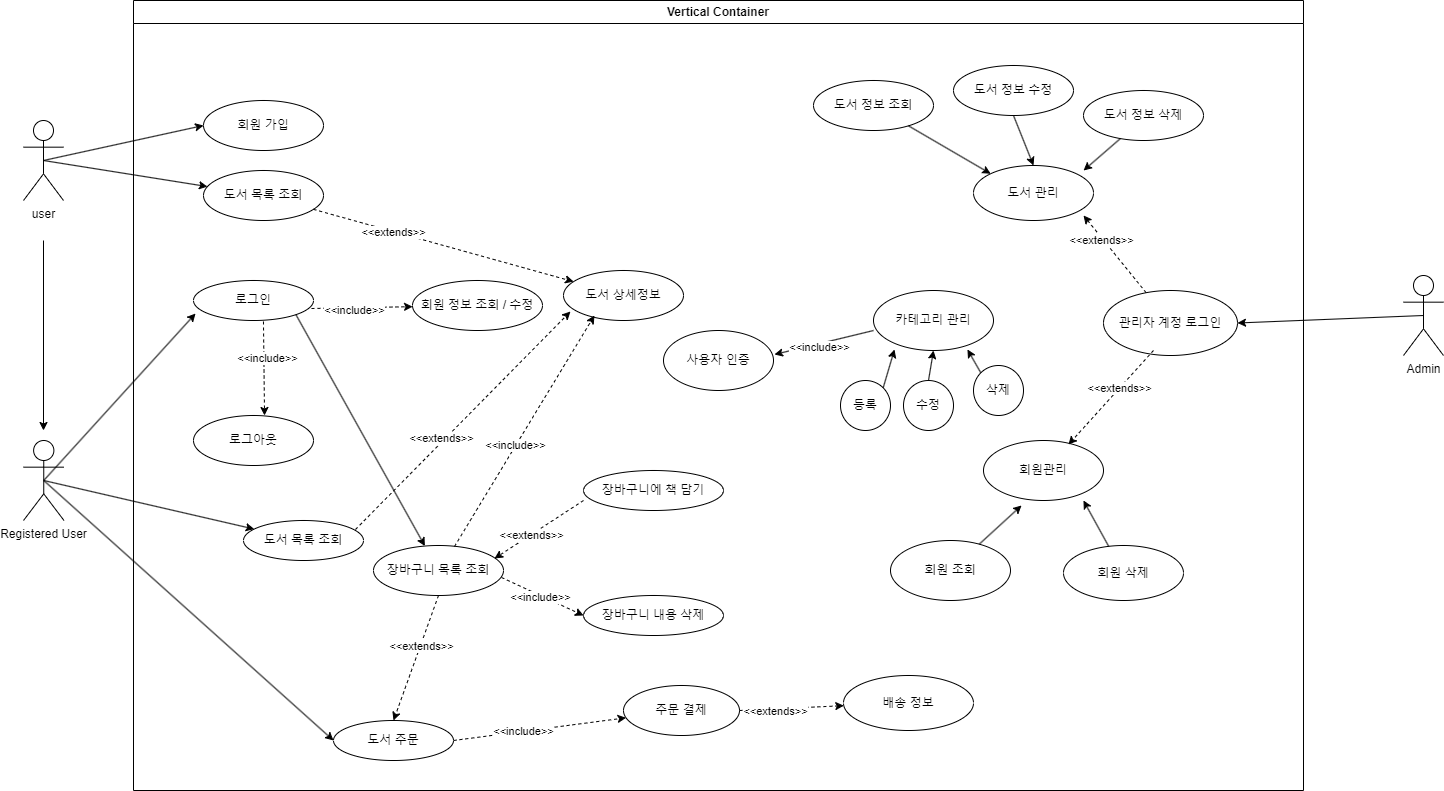 Vertical Container
도서 정보 조회
도서 정보 수정
도서 정보 삭제
회원 가입
도서 목록 조회
도서 관리
user
<<extends>>
<<extends>>
로그인
<<include>>
회원 정보 조회 / 수정
도서 상세정보
카테고리 관리
관리자 계정 로그인
<<include>>
사용자 인증
<<include>>
Admin
등록
수정
삭제
<<extends>>
로그아웃
<<extends>>
<<include>>
회원관리
장바구니에 책 담기
Registered User
도서 목록 조회
<<extends>>
장바구니 목록 조회
회원 조회
회원 삭제
<<include>>
장바구니 내용 삭제
<<extends>>
주문 결제
<<extends>>
배송 정보
도서 주문
<<include>>